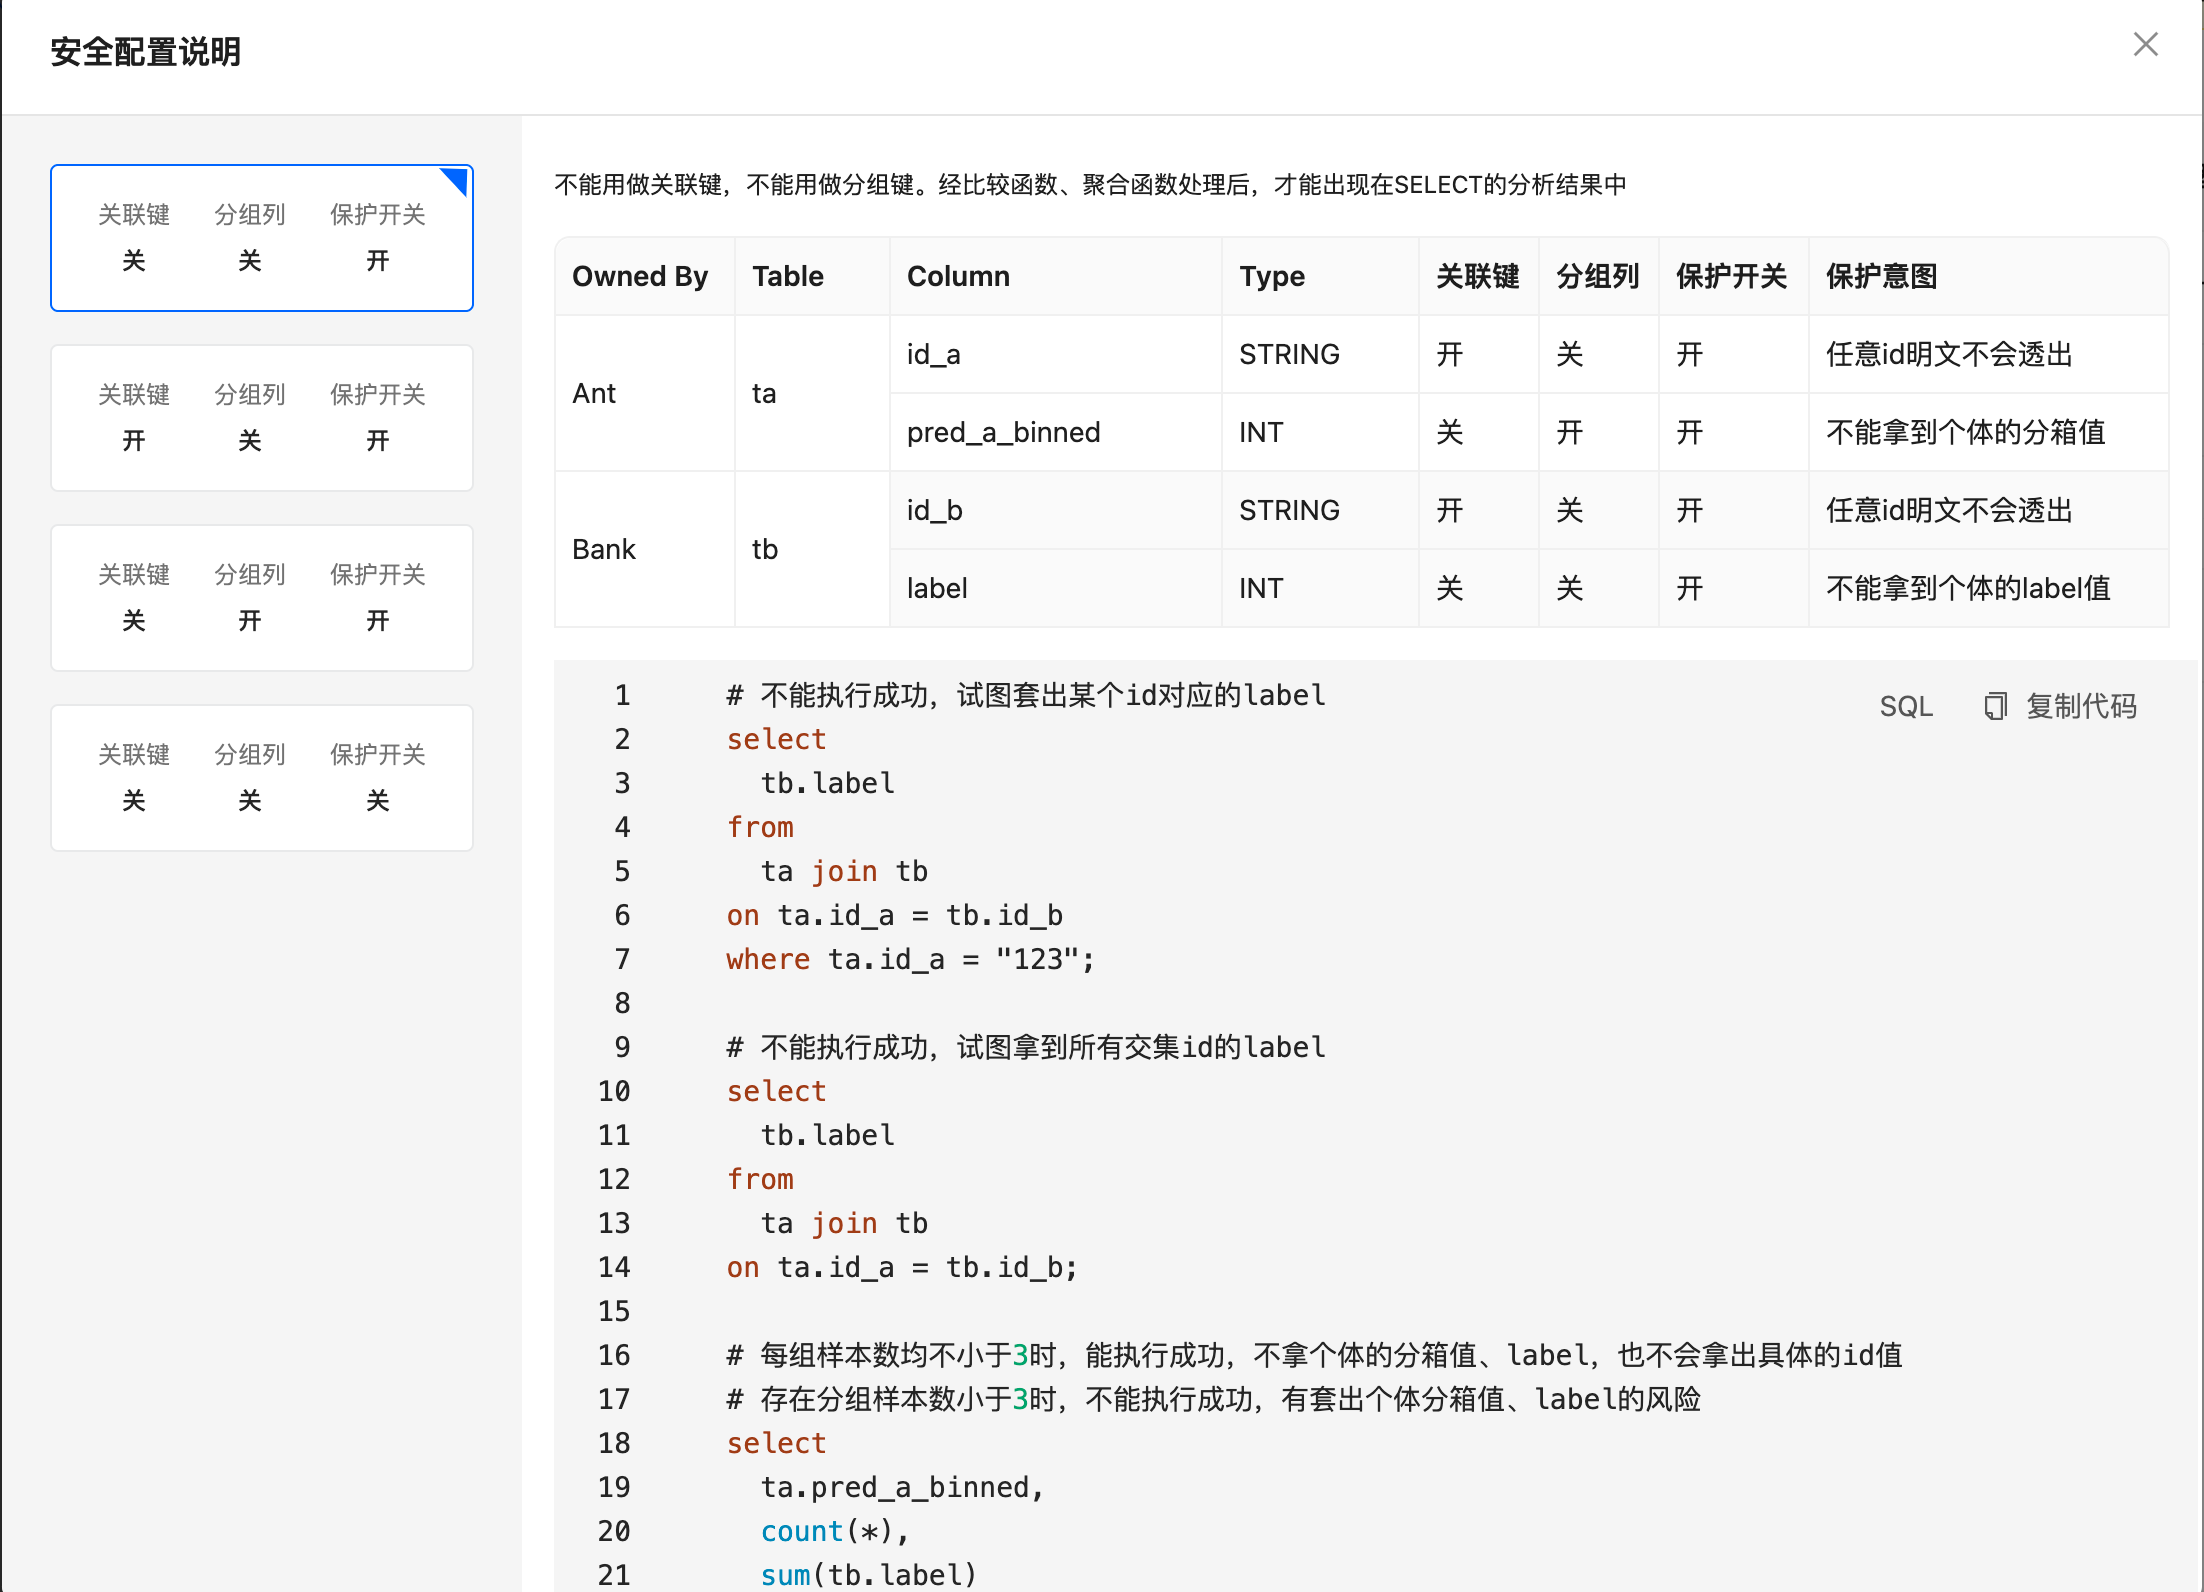 安全配置说明
关联键 分组列 保护开关
关 关 开
关联键 分组列 保护开关
开 关 开
关联键 分组列 保护开关
关 开 开
关联键 分组列 保护开关
关 关 关
不能用做关联键，不能用做分组键。经比较函数、聚合函数处理后，才能出现在SELECT的分析结果中
Owned By Table Column Type 关联键 分组列 保护开关 保护意图
Ant ta id_a STRING 开 关 开 任意id明文不会透出
pred_a_binned INT 关 开 开 不能拿到个体的分箱值
Bank tb id_b STRING 开 关 开 任意id明文不会透出
label INT 关 关 开 不能拿到个体的label值
SQL 复制代码
1 # 不能执行成功，试图套出某个id对应的label
2 select
3 tb.label
4 from
5 ta join tb
6 on ta.id_a = tb.id_b
7 where ta.id_a = "123";
8
9 # 不能执行成功，试图拿到所有交集id的label
10 select
11 tb.label
12 from
13 ta join tb
14 on ta.id_a = tb.id_b;
15
16 # 每组样本数均不小于3时，能执行成功，不拿个体的分箱值、label，也不会拿出具体的id值
17 # 存在分组样本数小于3时，不能执行成功，有套出个体分箱值、label的风险
18 select
19 ta.pred_a_binned,
20 count(*),
21 sum(tb.label)